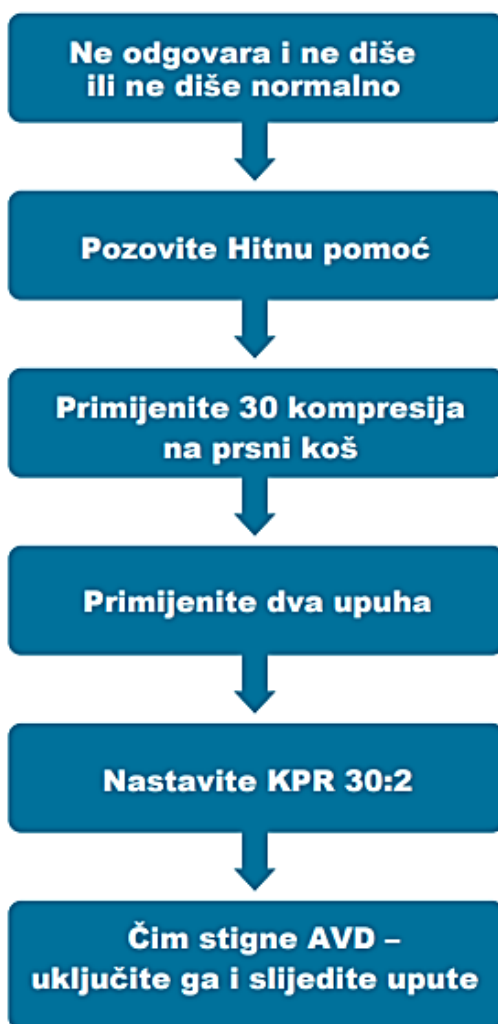 Ne odgovara i ne diše
ili ne diše normalno
Pozovite Hitnu pomoć
Primijenite 30 kompresija
na prsni koš
Primijenite dva upuha
Nastavite KPR 30:2
Čim stigne AVD –
uključite ga i slijedite upute